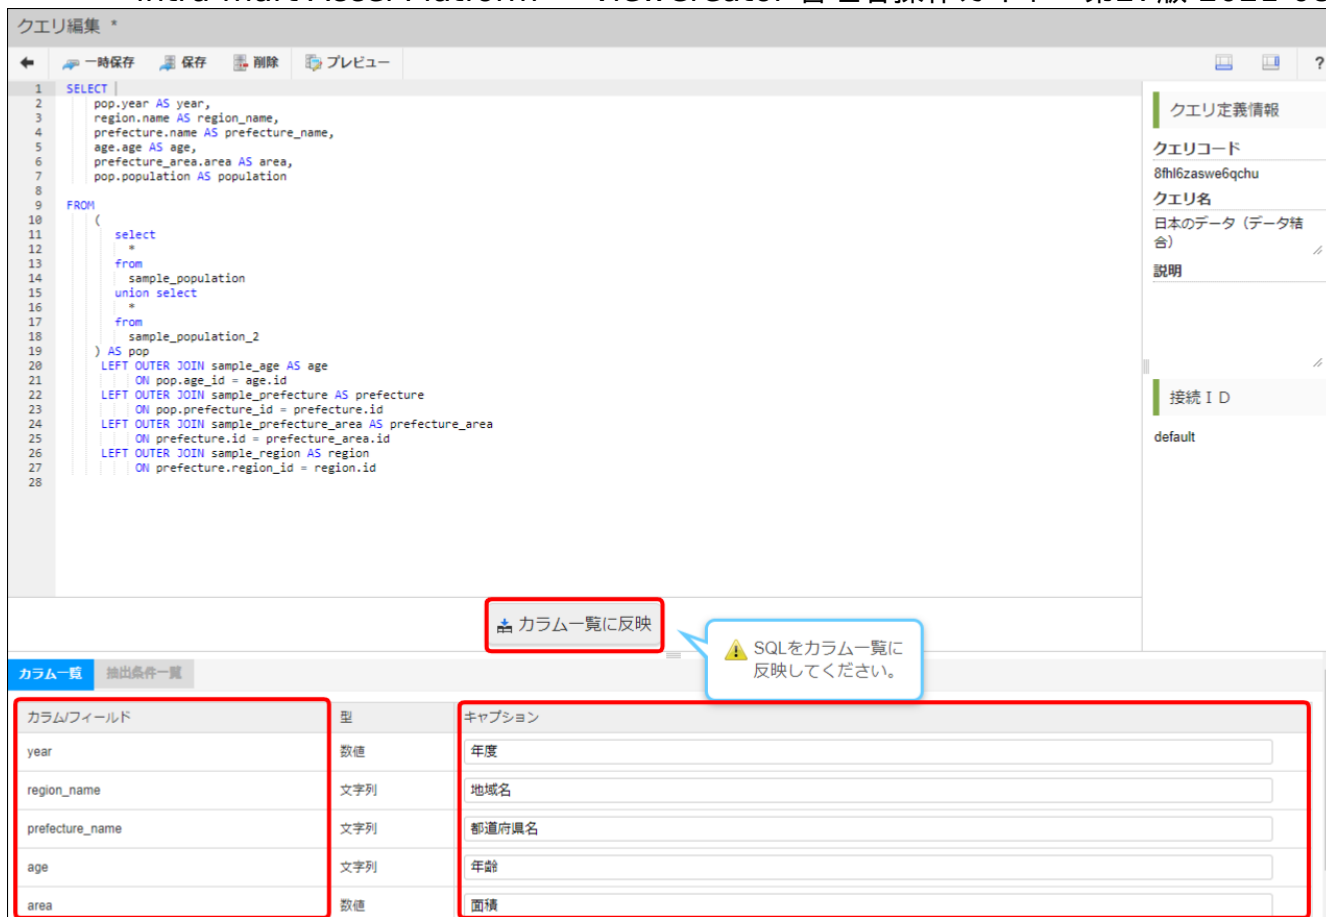 クエリ編集 *
一時保存 保存 削除 プレビュー ?
1 SELECT
2 pop.year AS year,
3 region.name AS region_name,
4 prefecture.name AS prefecture_name,
5 age.age AS age,
6 prefecture_area.area AS area,
7 pop.population AS population
8
9 FROM
10 (
11 select
12 *
13 from
14 sample_population
15 union select
16 *
17 from
18 sample_population_2
19 ) AS pop
20 LEFT OUTER JOIN sample_age AS age
21 ON pop.age_id = age.id
22 LEFT OUTER JOIN sample_prefecture AS prefecture
23 ON pop.prefecture_id = prefecture.id
24 LEFT OUTER JOIN sample_prefecture_area AS prefecture_area
25 ON prefecture.id = prefecture_area.id
26 LEFT OUTER JOIN sample_region AS region
27 ON prefecture.region_id = region.id
28
クエリ定義情報
クエリコード
8fhl6zaswe6qchu
クエリ名
日本のデータ（データ結
合）
説明
接続ＩＤ
default
カラム一覧に反映
SQLをカラム一覧に
反映してください。
カラム一覧 抽出条件一覧
カラム/フィールド 型 キャプション
year 数値 年度
region_name 文字列 地域名
prefecture_name 文字列 都道府県名
age 文字列 年齢
area 数値 面積